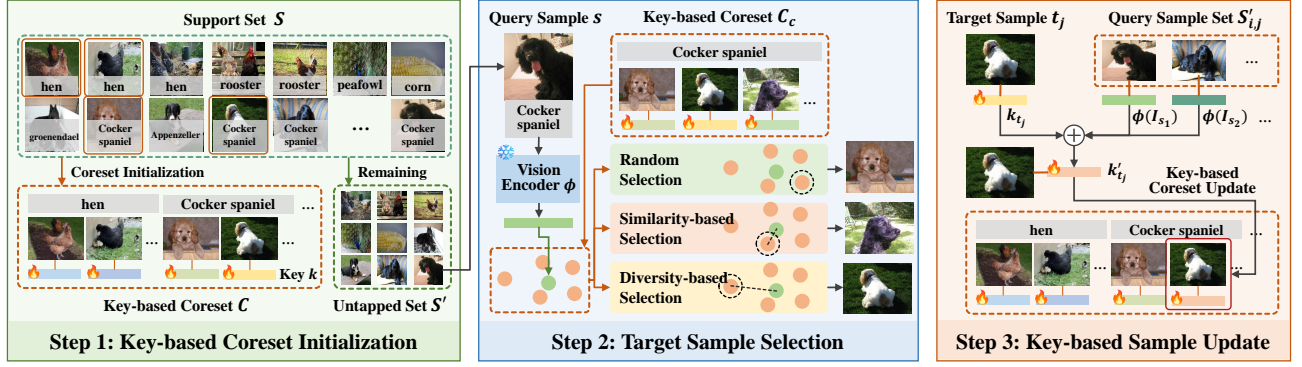 Support Set S
hen
hen
hen
rooster
rooster
peafowl
corn
groenendael
Cocker
spaniel
Appenzeller
Cocker
spaniel
Cocker
spaniel
...
Cocker
spaniel
Coreset Initialization
Remaining
hen
Cocker spaniel
...
...
...
Key k
Key-based Coreset C
Untapped Set S′
Step 1: Key-based Coreset Initialization
Query Sample s
Key-based Coreset C_c
Cocker spaniel
...
Cocker
spaniel
Vision
Encoder ϕ
Random
Selection
Similarity-based
Selection
Diversity-based
Selection
Step 2: Target Sample Selection
Target Sample t_j
Query Sample Set S′_{i,j}
...
k_{t_j}
ϕ(I_{s_1})
ϕ(I_{s_2})
...
+
k′_{t_j}
Key-based
Coreset Update
hen
Cocker spaniel
...
...
...
Step 3: Key-based Sample Update